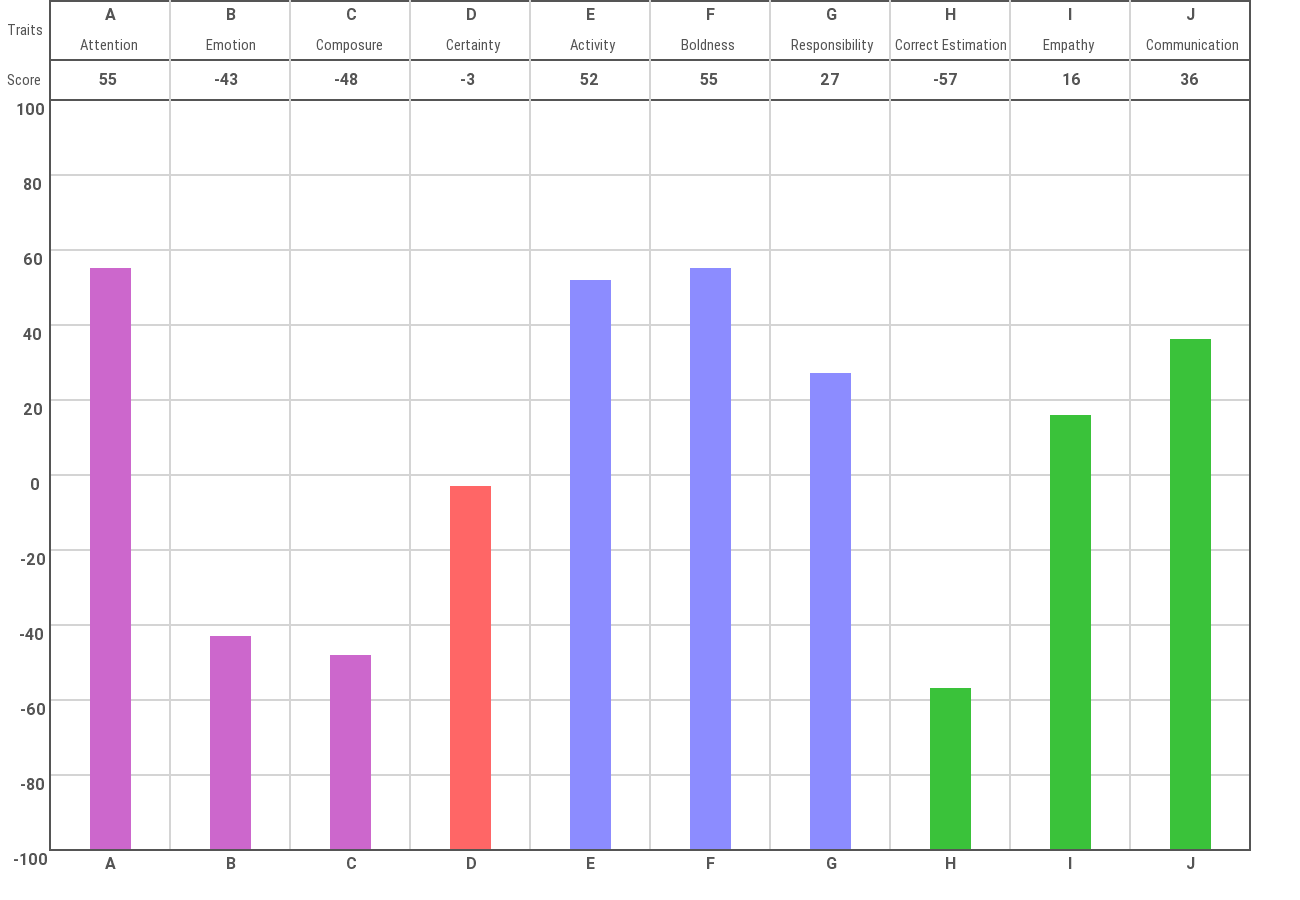 A B C D E F G H I J
Traits
Attention Emotion Composure Certainty Activity Boldness Responsibility Correct Estimation Empathy Communication
Score 55 -43 -48 -3 52 55 27 -57 16 36
100
80
60
40
20
0
-20
-40
-60
-80
-100
A B C D E F G H I J